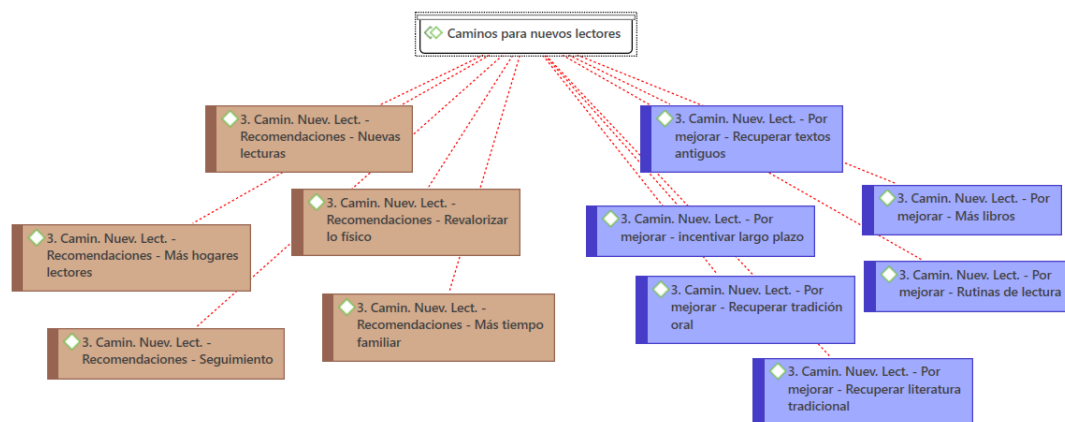 Caminos para nuevos lectores
3. Camin. Nuev. Lect. -
Recomendaciones - Nuevas
lecturas
3. Camin. Nuev. Lect. - Por
mejorar - Recuperar textos
antiguos
3. Camin. Nuev. Lect. -
Recomendaciones - Revalorizar
lo físico
3. Camin. Nuev. Lect. - Por
mejorar - Más libros
3. Camin. Nuev. Lect. - Por
mejorar - incentivar largo plazo
3. Camin. Nuev. Lect. -
Recomendaciones - Más hogares
lectores
3. Camin. Nuev. Lect. - Por
mejorar - Rutinas de lectura
3. Camin. Nuev. Lect. - Por
mejorar - Recuperar tradición
oral
3. Camin. Nuev. Lect. -
Recomendaciones - Más tiempo
familiar
3. Camin. Nuev. Lect. -
Recomendaciones - Seguimiento
3. Camin. Nuev. Lect. - Por
mejorar - Recuperar literatura
tradicional